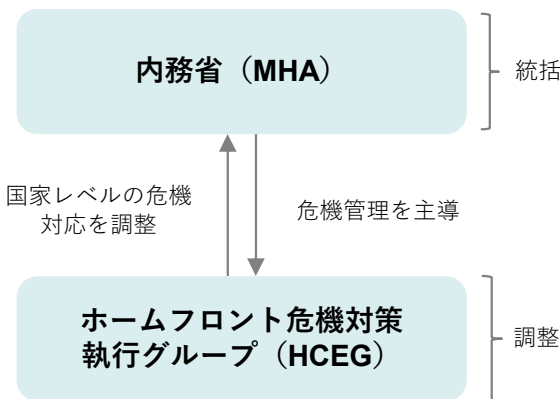 内務省（MHA）
統括
国家レベルの危機
対応を調整
危機管理を主導
ホームフロント危機対策
執行グループ（HCEG）
調整